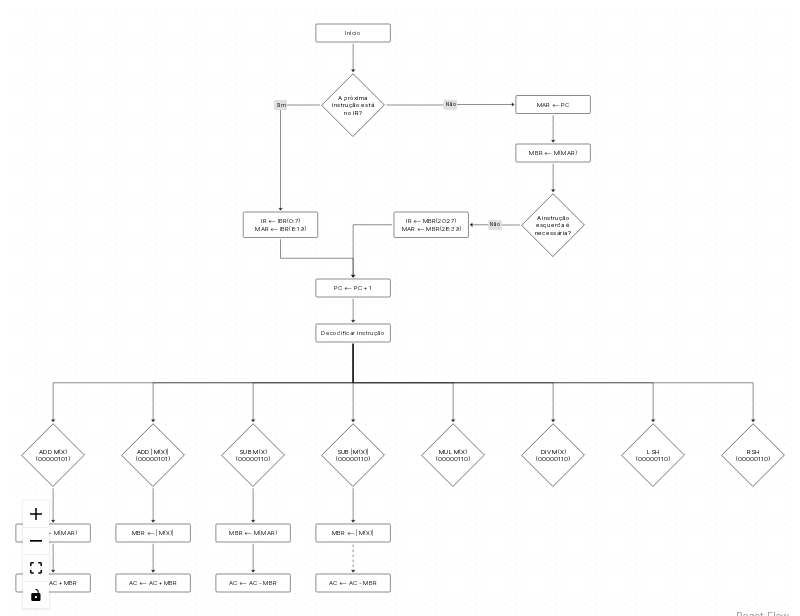 Início
A próxima
instrução está
no IR?
Sim
Não
MAR ← PC
MBR ← M(MAR)
IR ← IBR(0:7)
MAR ← IBR(8:19)
IR ← MBR(20:27)
MAR ← MBR(28:39)
Não
A instrução
esquerda é
necessária?
PC ← PC + 1
Decodificar instrução
ADD M(X)
(00000101)
ADD |M(X)|
(00000101)
SUB M(X)
(00000110)
SUB |M(X)|
(00000110)
MUL M(X)
(00000110)
DIV M(X)
(00000110)
LSH
(00000110)
RSH
(00000110)
← M(MAR)
MBR ← |M(X)|
MBR ← M(MAR)
MBR ← |M(X)|
AC + MBR
AC ← AC + MBR
AC ← AC - MBR
AC ← AC - MBR
React Flow